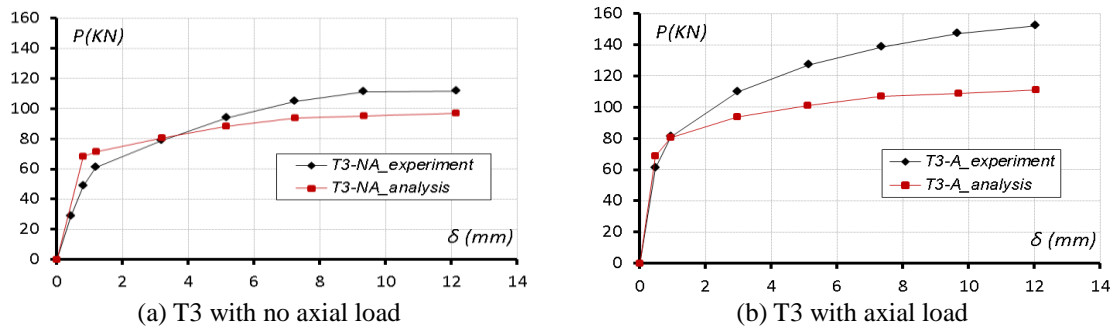 160
140
120
100
80
60
40
20
0
P(KN)
T3-NA_experiment
T3-NA_analysis
δ (mm)
0 2 4 6 8 10 12 14
(a) T3 with no axial load
160
140
120
100
80
60
40
20
0
P(KN)
T3-A_experiment
T3-A_analysis
δ (mm)
0 2 4 6 8 10 12 14
(b) T3 with axial load